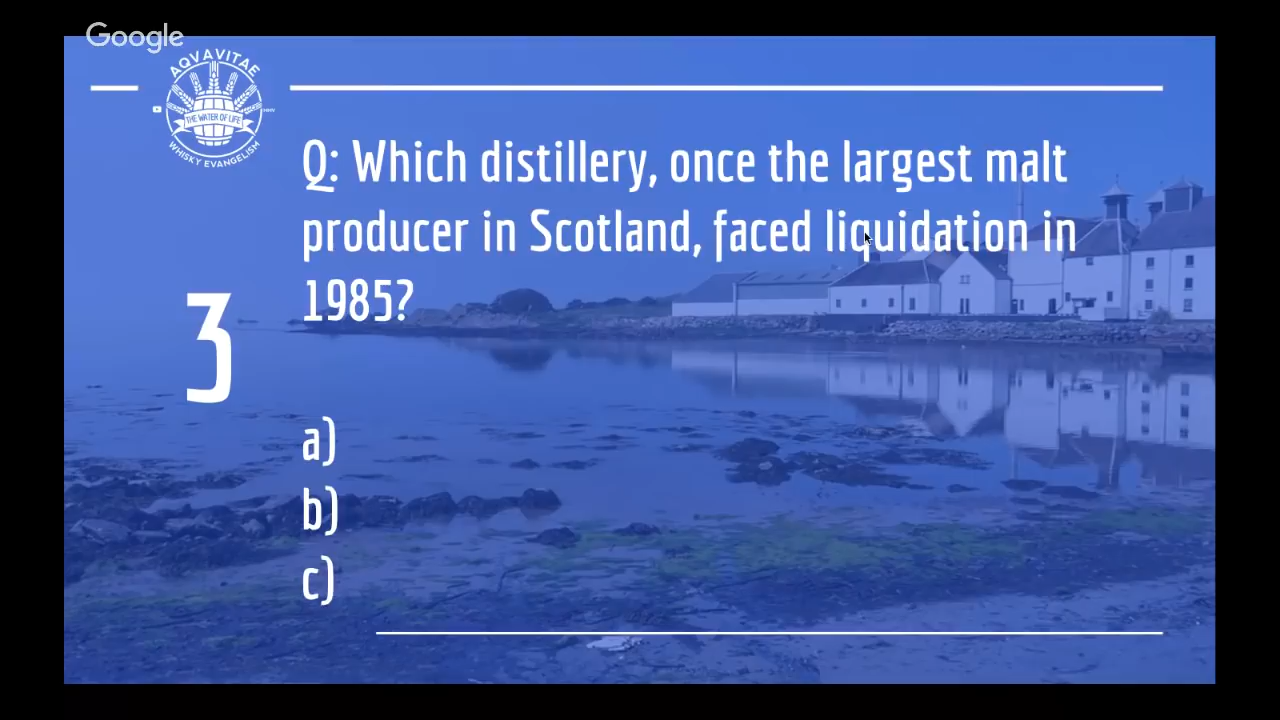 Google
AQVAVITAE
THE WATER OF LIFE
WHISKY EVANGELISM
Q: Which distillery, once the largest malt
producer in Scotland, faced liquidation in
1985?
3
a)
b)
c)